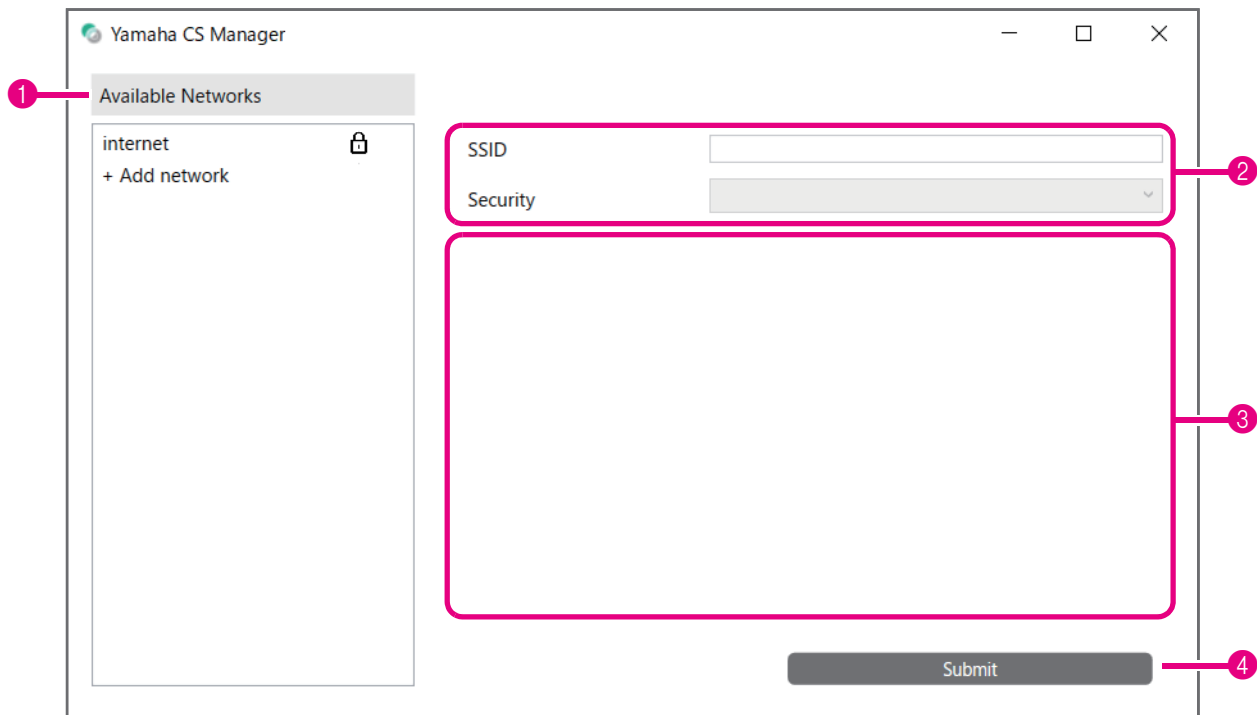 Yamaha CS Manager
1
Available Networks
internet
+ Add network
SSID
Security
2
3
Submit
4